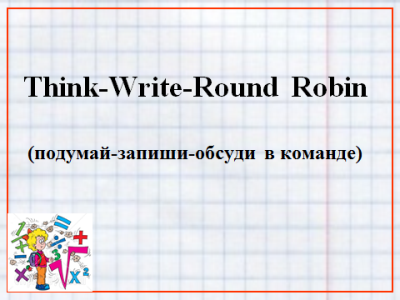 Think-Write-Round Robin
(подумай-запиши-обсуди в команде)